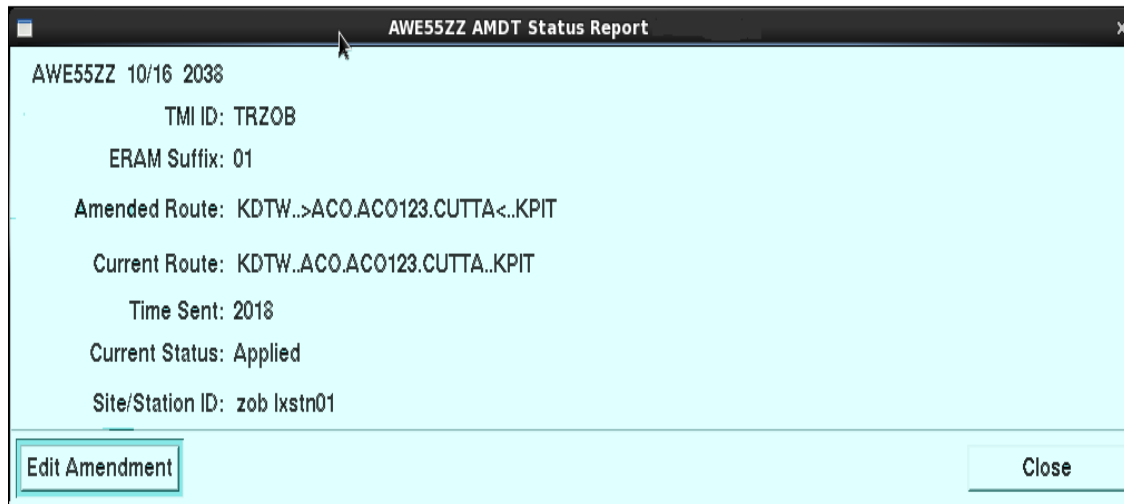 AWE55ZZ AMDT Status Report
AWE55ZZ 10/16 2038
TMI ID: TRZOB
ERAM Suffix: 01
Amended Route: KDTW..>ACO.ACO123.CUTTA<..KPIT
Current Route: KDTW..ACO.ACO123.CUTTA..KPIT
Time Sent: 2018
Current Status: Applied
Site/Station ID: zob lxstn01
Edit Amendment Close